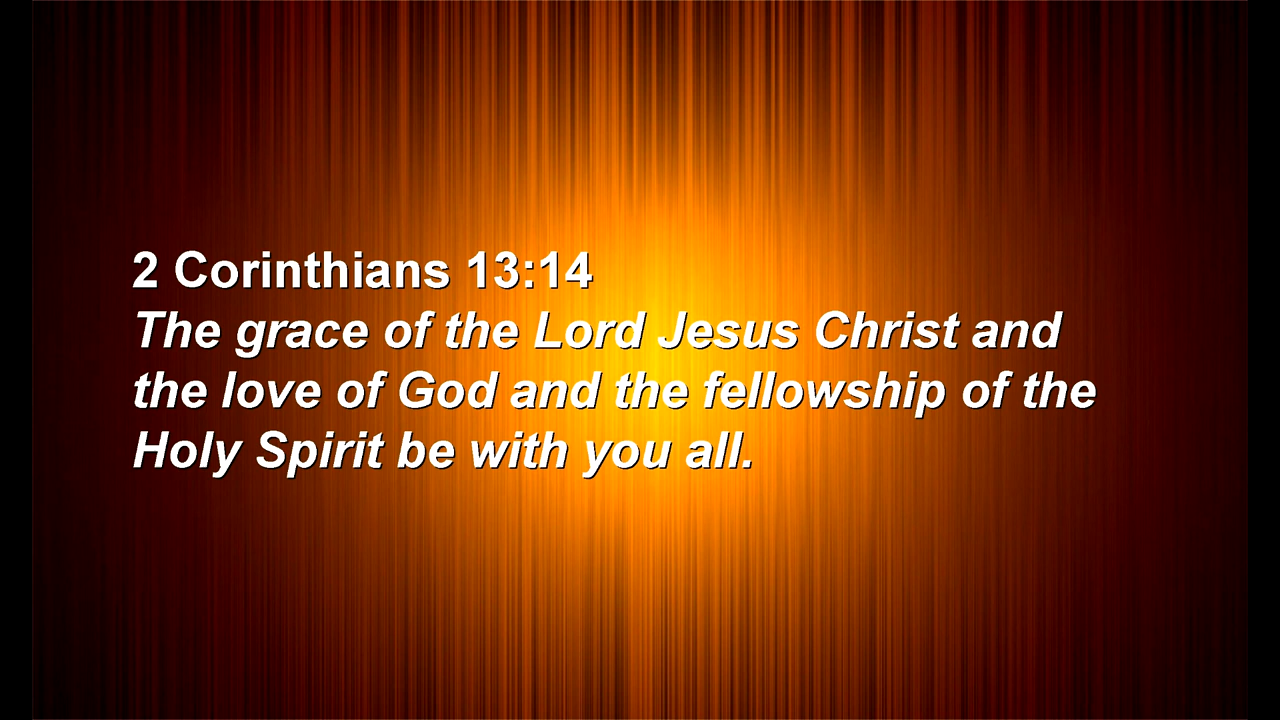 2 Corinthians 13:14
The grace of the Lord Jesus Christ and
the love of God and the fellowship of the
Holy Spirit be with you all.